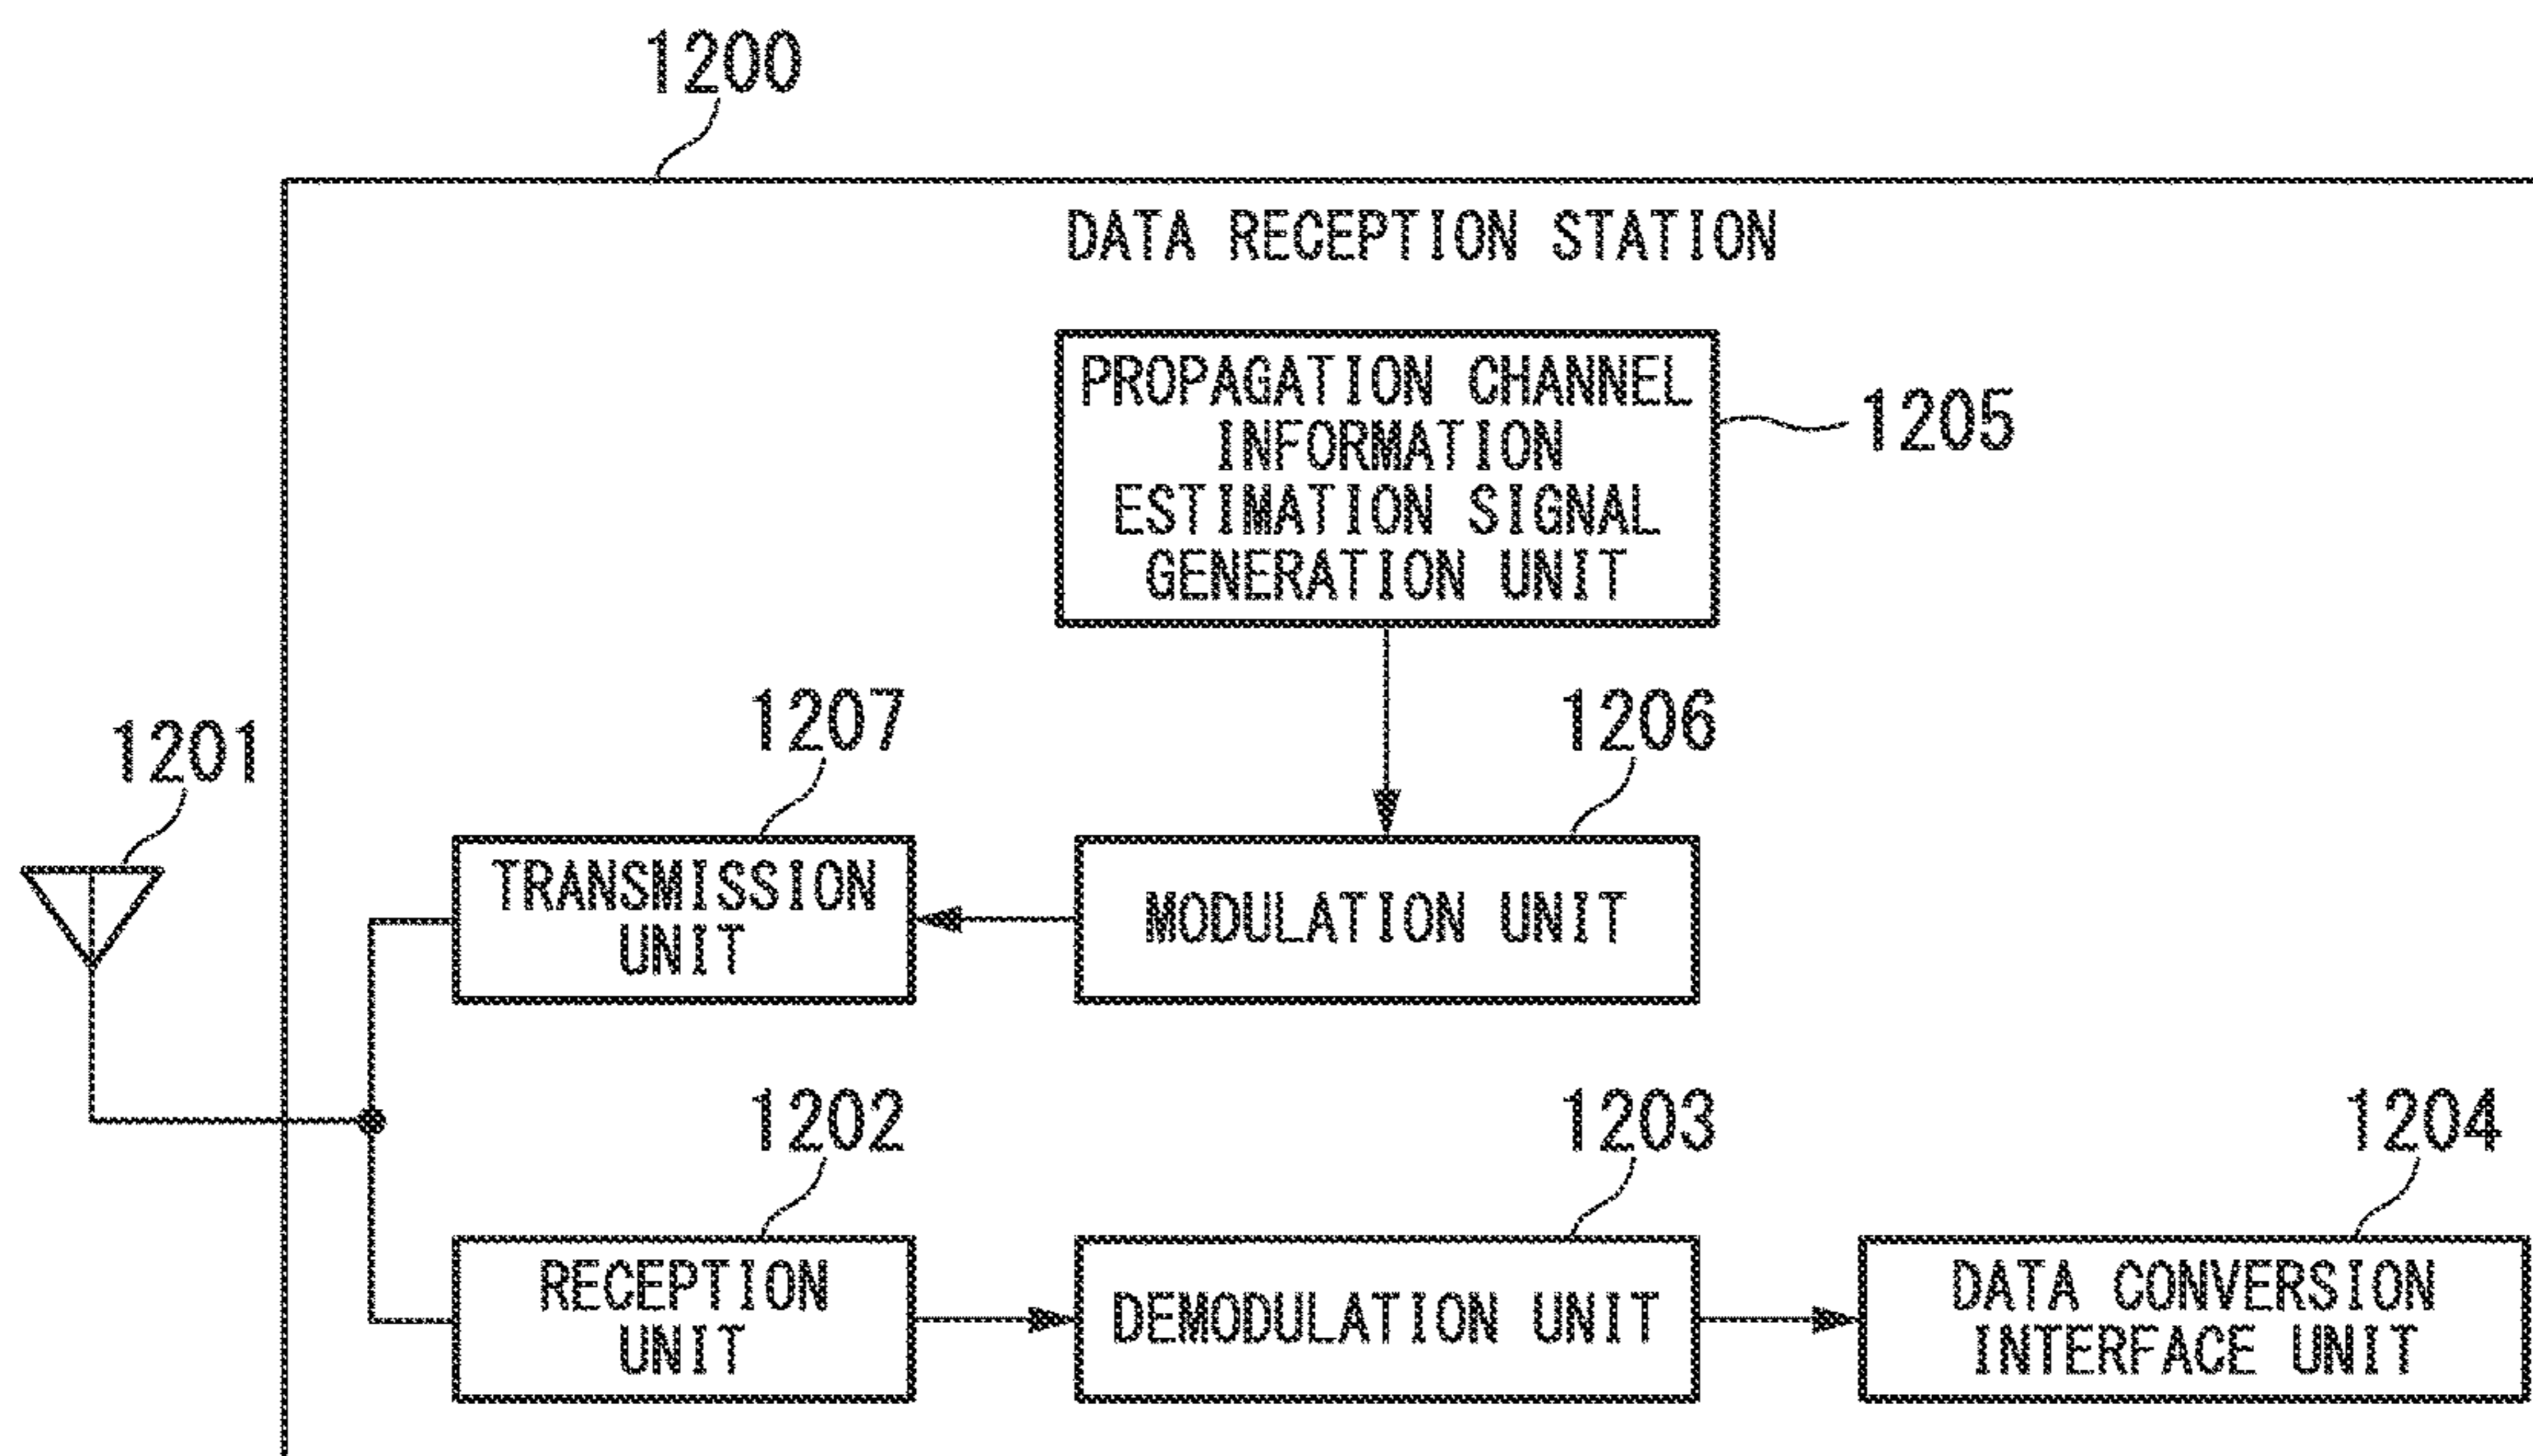 1200
DATA RECEPTION STATION
PROPAGATION CHANNEL
INFORMATION
ESTIMATION SIGNAL
GENERATION UNIT
1205
1207
1206
1201
TRANSMISSION
UNIT
MODULATION UNIT
1202
1203
1204
RECEPTION
UNIT
DEMODULATION UNIT
DATA CONVERSION
INTERFACE UNIT